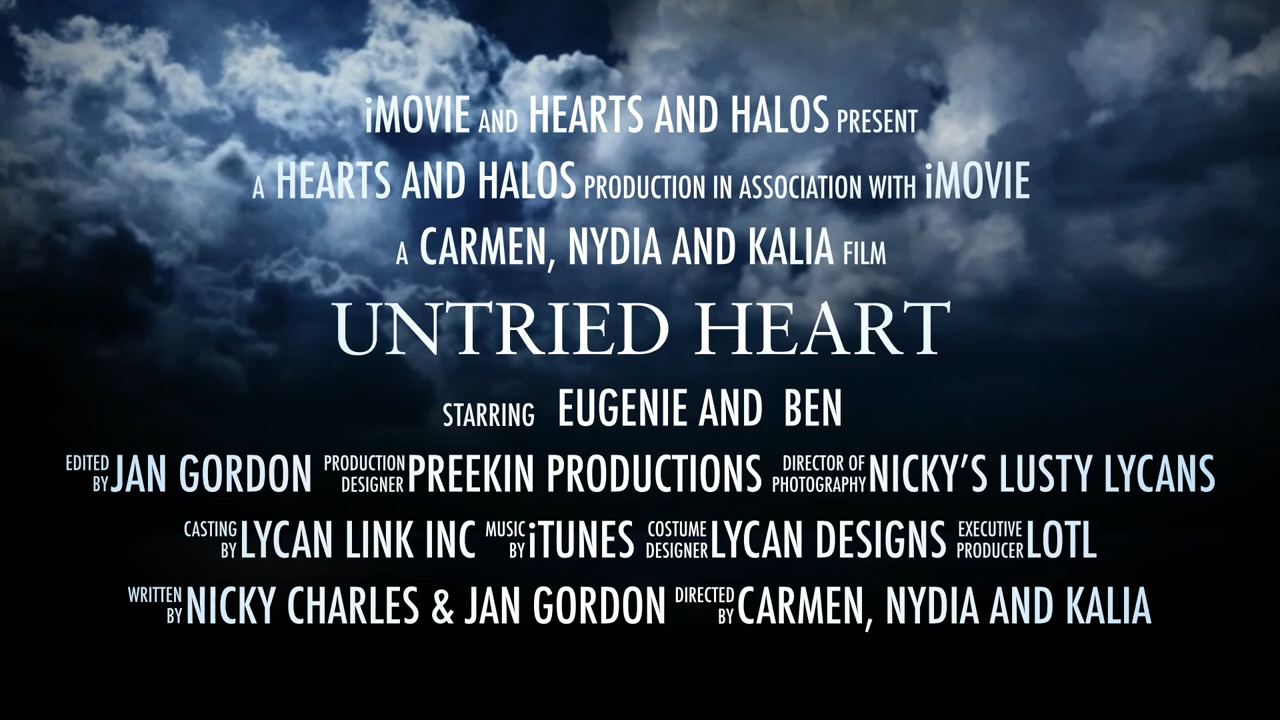 iMOVIE AND HEARTS AND HALOS PRESENT
A HEARTS AND HALOS PRODUCTION IN ASSOCIATION WITH iMOVIE
A CARMEN, NYDIA AND KALIA FILM
UNTRIED HEART
STARRING EUGENIE AND BEN
EDITED BY JAN GORDON PRODUCTION DESIGNER PREEKIN PRODUCTIONS DIRECTOR OF PHOTOGRAPHY NICKY'S LUSTY LYCANS
CASTING BY LYCAN LINK INC MUSIC BY iTUNES COSTUME DESIGNER LYCAN DESIGNS EXECUTIVE PRODUCER LOTL
WRITTEN BY NICKY CHARLES & JAN GORDON DIRECTED BY CARMEN, NYDIA AND KALIA